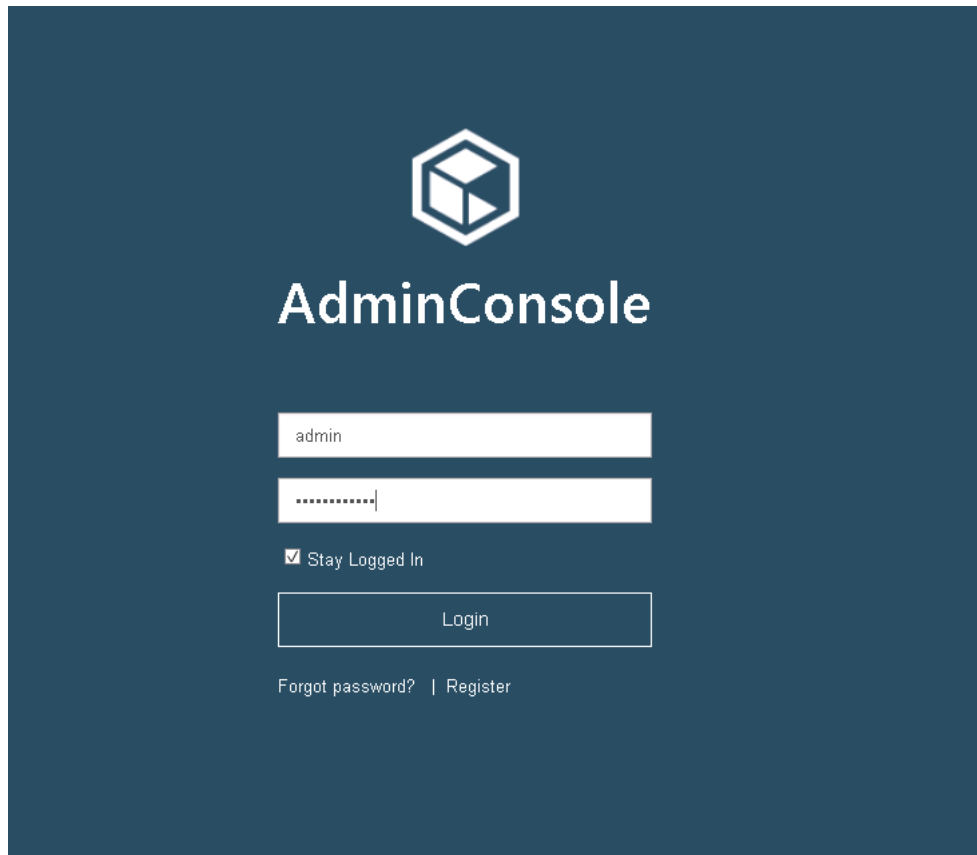 AdminConsole
admin
••••••••••••
Stay Logged In
Login
Forgot password? | Register